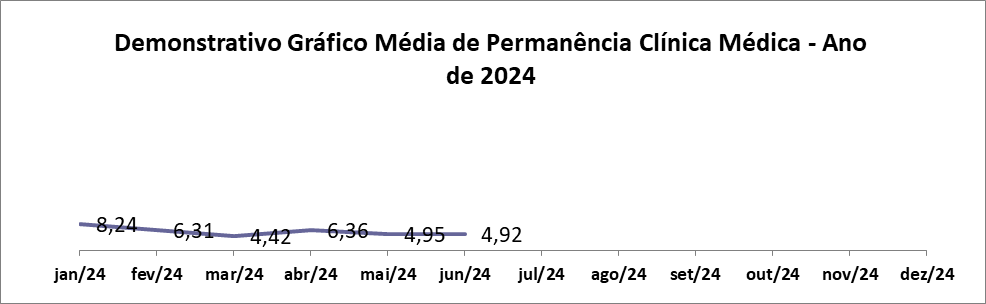 Demonstrativo Gráfico Média de Permanência Clínica Médica - Ano
de 2024
8,24 6,31 4,42 6,36 4,95 4,92
jan/24 fev/24 mar/24 abr/24 mai/24 jun/24 jul/24 ago/24 set/24 out/24 nov/24 dez/24